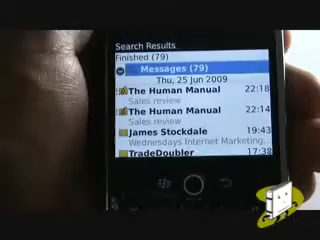 Search Results
Finished (79)
Messages (79)
Thu, 25 Jun 2009
The Human Manual 22:18
Sales review
The Human Manual 22:14
Sales review
James Stockdale 19:43
Wednesdays Internet Marketing...
TradeDoubler 17:38